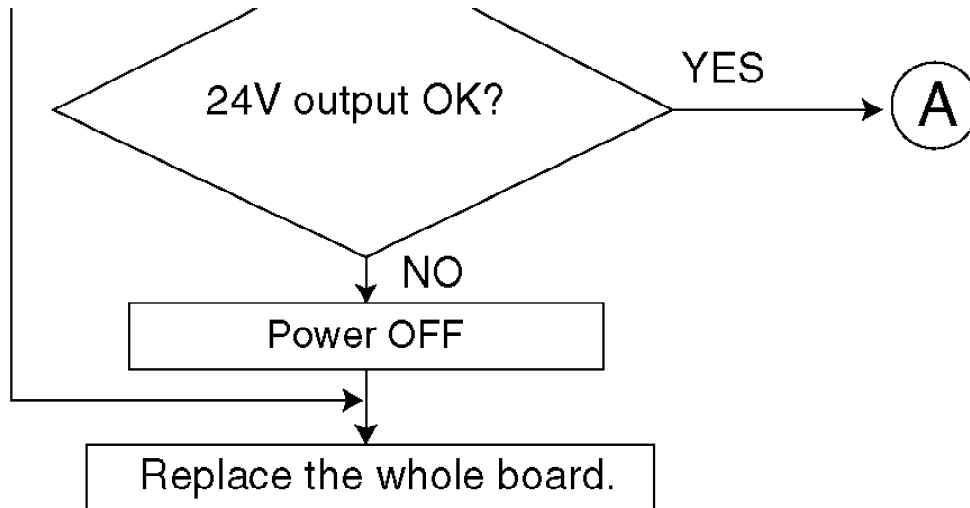 24V output OK?
YES
A
NO
Power OFF
Replace the whole board.